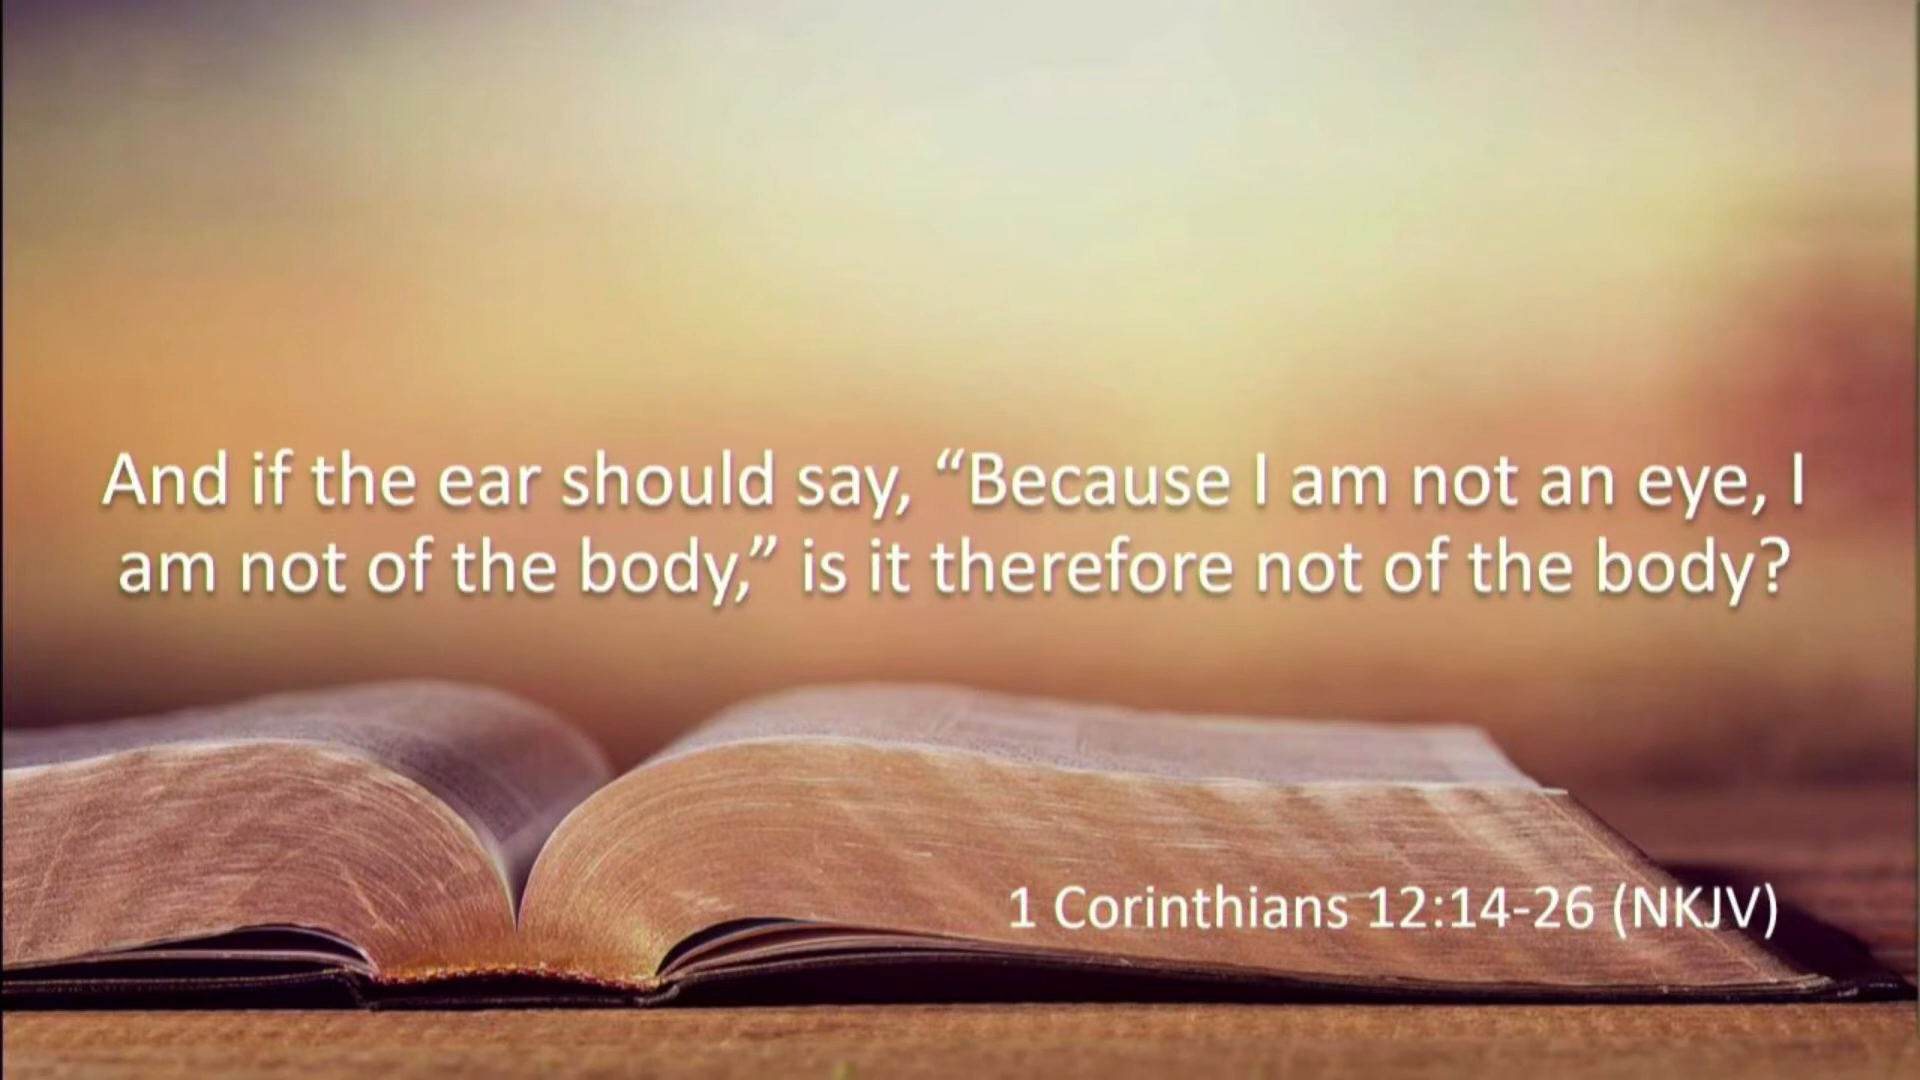 And if the ear should say, “Because I am not an eye, I
am not of the body,” is it therefore not of the body?
1 Corinthians 12:14-26 (NKJV)